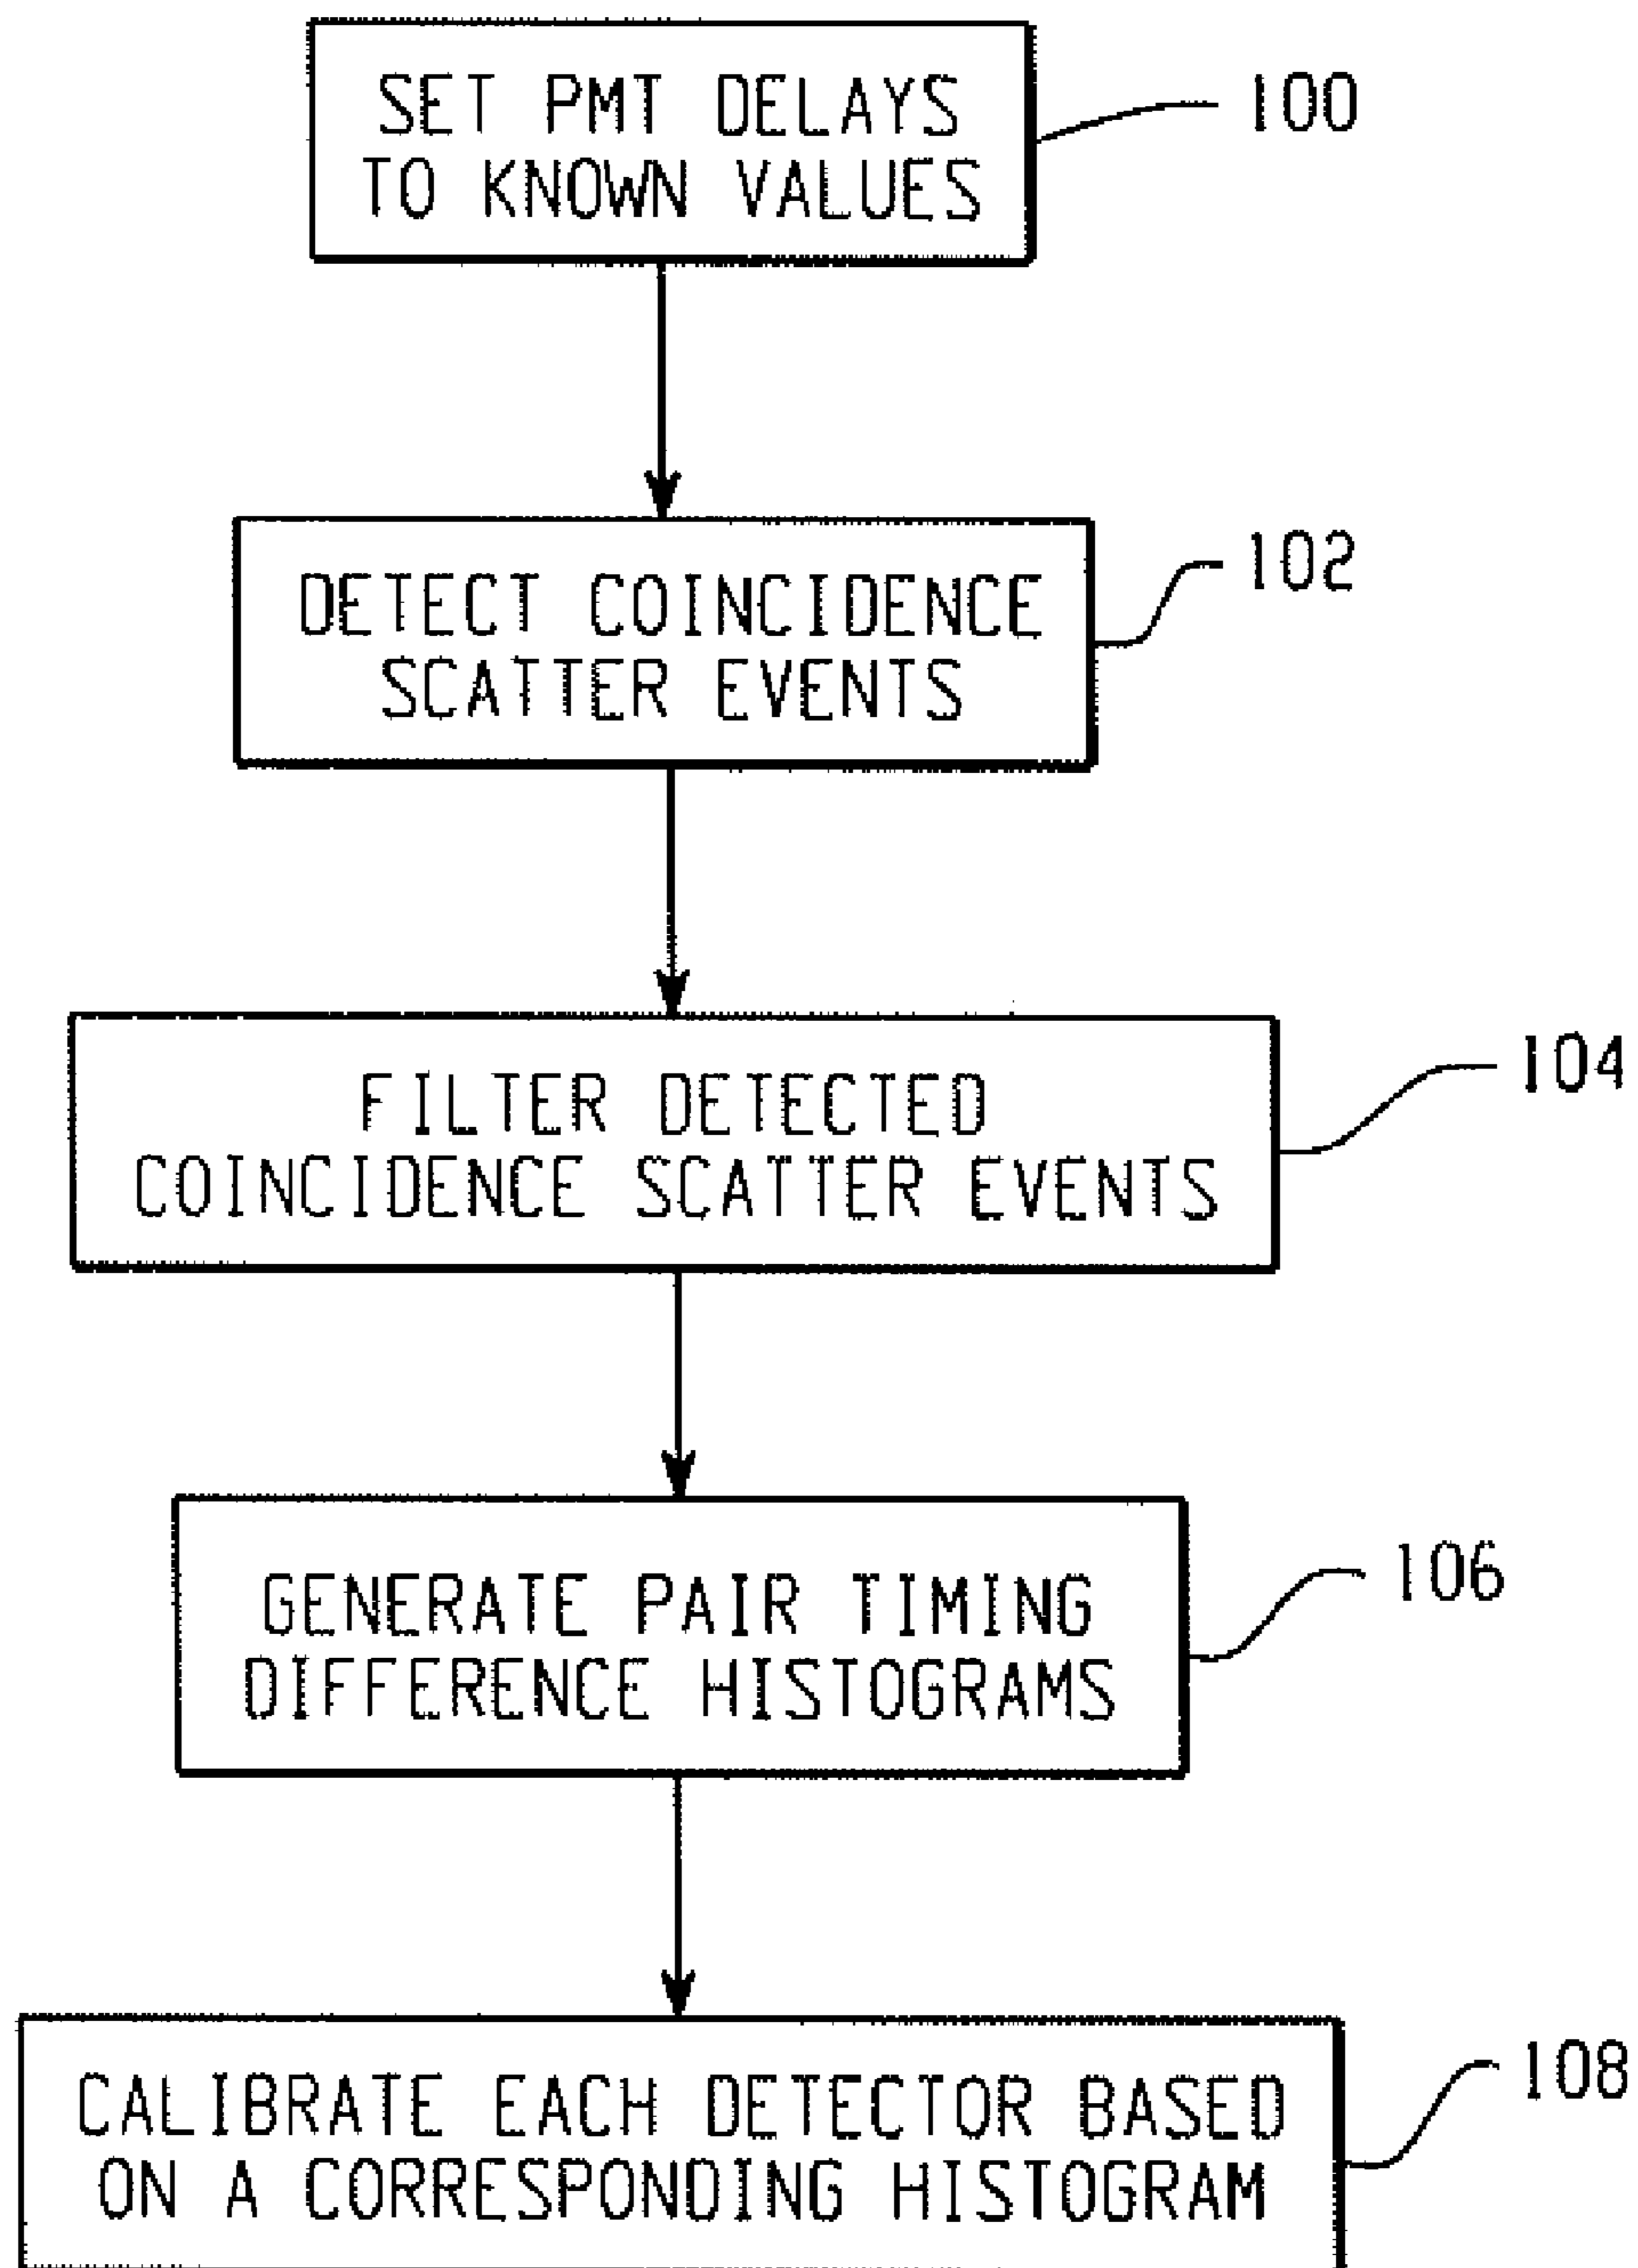 SET PMT DELAYS
TO KNOWN VALUES
100
DETECT COINCIDENCE
SCATTER EVENTS
102
FILTER DETECTED
COINCIDENCE SCATTER EVENTS
104
GENERATE PAIR TIMING
DIFFERENCE HISTOGRAMS
106
CALIBRATE EACH DETECTOR BASED
ON A CORRESPONDING HISTOGRAM
108